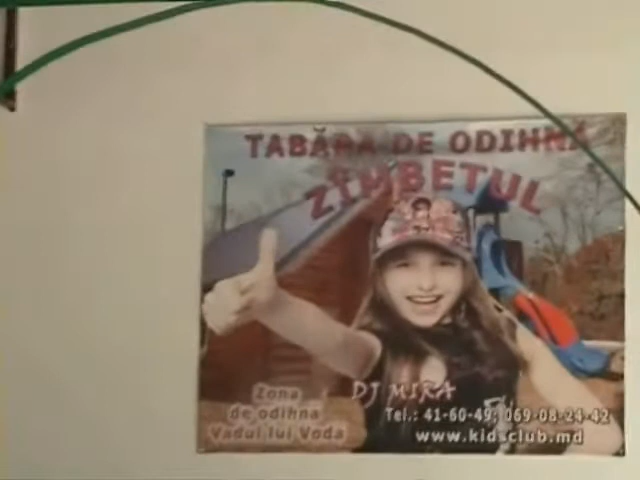 TABĂRA DE ODIHNĂ
ZÎMBETUL
DJ MIRA
Zona
de odihna
Vadul lui Voda
Tel.: 41-60-49; 069-08-24-42
www.kidsclub.md